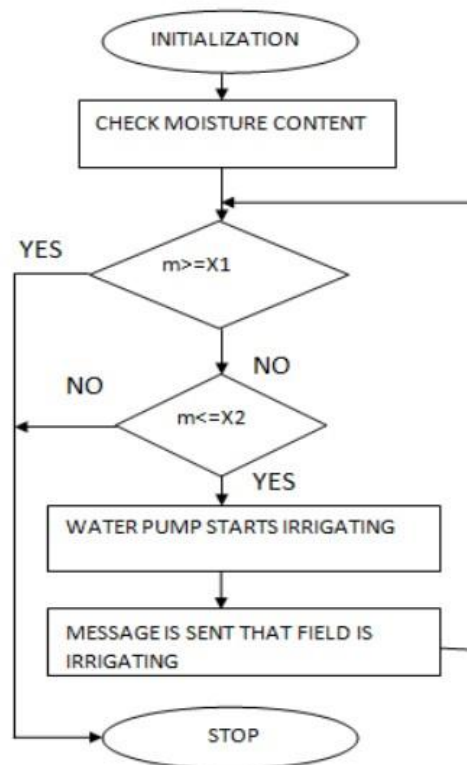 INITIALIZATION
CHECK MOISTURE CONTENT
YES
m>=X1
NO
NO
m<=X2
YES
WATER PUMP STARTS IRRIGATING
MESSAGE IS SENT THAT FIELD IS
IRRIGATING
STOP